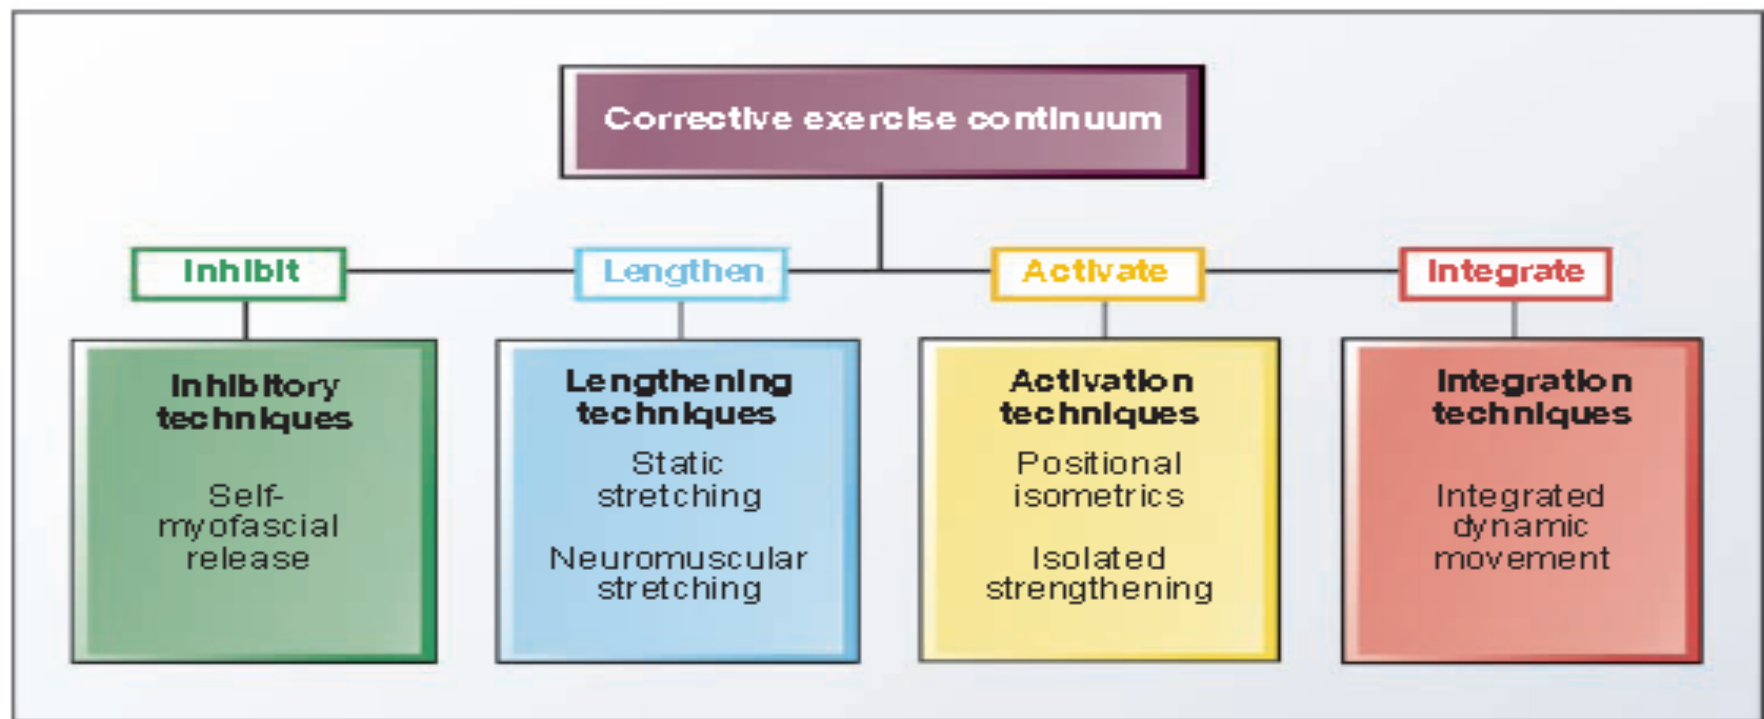 Corrective exercise continuum
Inhibit
Lengthen
Activate
Integrate
Inhibitory
techniques
Self-
myofascial
release
Lengthening
techniques
Static
stretching
Neuromuscular
stretching
Activation
techniques
Positional
isometrics
Isolated
strengthening
Integration
techniques
Integrated
dynamic
movement